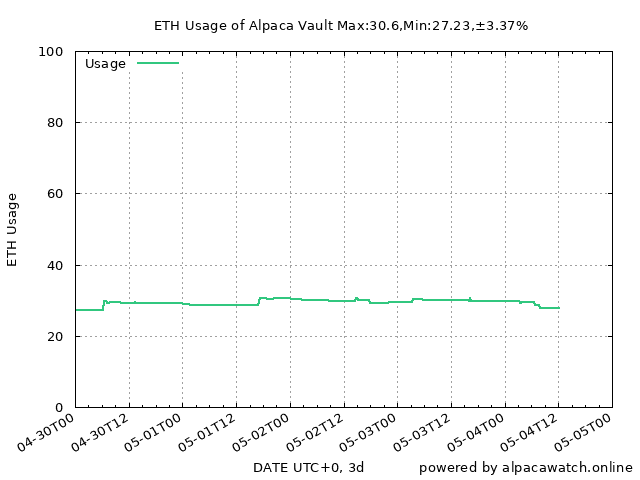 ETH Usage of Alpaca Vault Max:30.6,Min:27.23,±3.37%
Usage
100
80
60
40
20
0
ETH Usage
04-30T00
04-30T12
05-01T00
05-01T12
05-02T00
05-02T12
05-03T00
05-03T12
05-04T00
05-04T12
05-05T00
DATE UTC+0, 3d
powered by alpacawatch.online